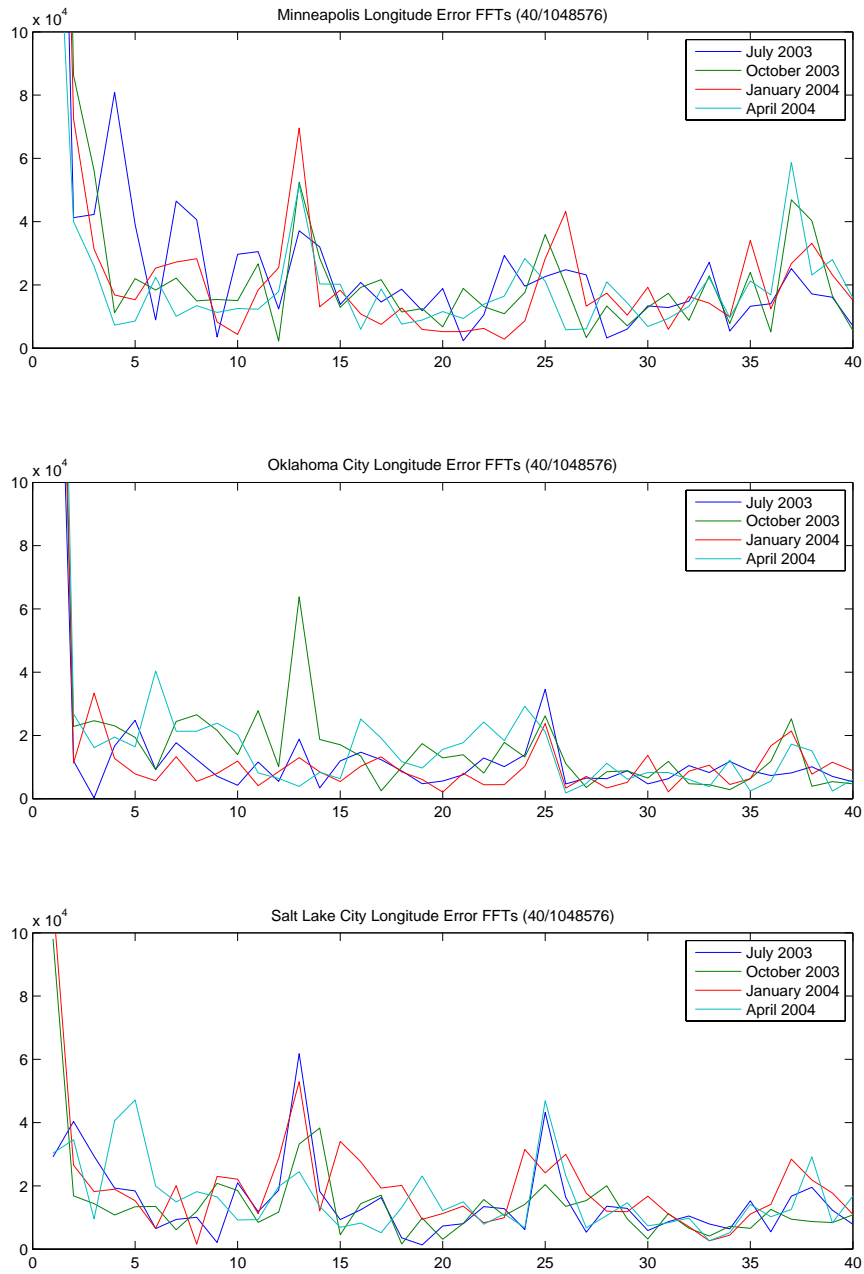 Minneapolis Longitude Error FFTs (40/1048576)
x 10^4
10
8
6
4
2
0
0 5 10 15 20 25 30 35 40
July 2003
October 2003
January 2004
April 2004
Oklahoma City Longitude Error FFTs (40/1048576)
x 10^4
10
8
6
4
2
0
0 5 10 15 20 25 30 35 40
July 2003
October 2003
January 2004
April 2004
Salt Lake City Longitude Error FFTs (40/1048576)
x 10^4
10
8
6
4
2
0
0 5 10 15 20 25 30 35 40
July 2003
October 2003
January 2004
April 2004